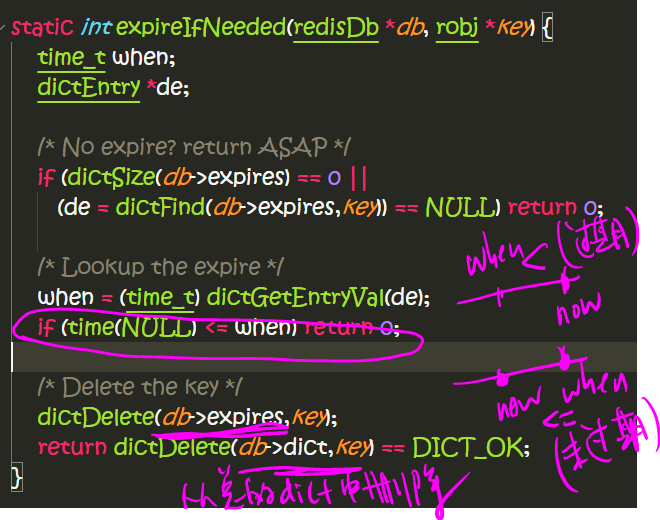 static int expireIfNeeded(redisDb *db, robj *key) {
time_t when;
dictEntry *de;
/* No expire? return ASAP */
if (dictSize(db->expires) == 0 ||
(de = dictFind(db->expires,key)) == NULL) return 0;
/* Lookup the expire */
when = (time_t) dictGetEntryVal(de);
if (time(NULL) <= when) return 0;
/* Delete the key */
dictDelete(db->expires,key);
return dictDelete(db->dict,key) == DICT_OK;
}
when< (过期)
now
now when
<=
(未过期)
dict中删除